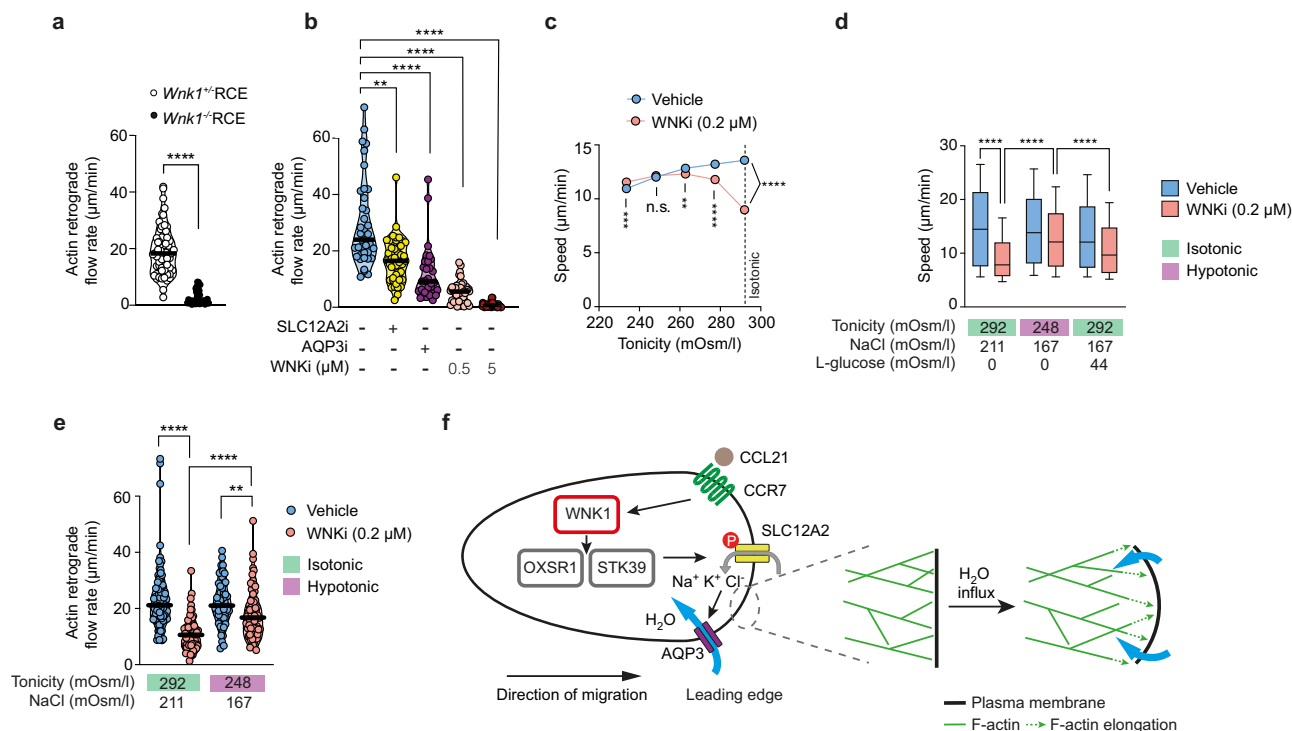 a
Wnk1+/-RCE
Wnk1-/-RCE
Actin retrograde
flow rate (µm/min)
60
40
20
0
****
b
****
****
****
**
Actin retrograde
flow rate (µm/min)
60
40
20
0
SLC12A2i - + - - -
AQP3i - - + - -
WNKi (µM) - - - 0.5 5
c
Vehicle
WNKi (0.2 µM)
Speed (µm/min)
15
10
5
0
*** n.s. ** **** ****
Isotonic
220 240 260 280 300
Tonicity (mOsm/l)
d
**** **** ****
Speed (µm/min)
30
20
10
0
Vehicle
WNKi (0.2 µM)
Isotonic
Hypotonic
Tonicity (mOsm/l) 292 248 292
NaCl (mOsm/l) 211 167 167
L-glucose (mOsm/l) 0 0 44
e
****
****
**
Actin retrograde
flow rate (µm/min)
60
40
20
0
Vehicle
WNKi (0.2 µM)
Isotonic
Hypotonic
Tonicity (mOsm/l) 292 248
NaCl (mOsm/l) 211 167
f
CCL21
CCR7
WNK1
SLC12A2
P
OXSR1 STK39
Na+ K+ Cl-
H2O
AQP3
Direction of migration
Leading edge
H2O
influx
Plasma membrane
F-actin
F-actin elongation